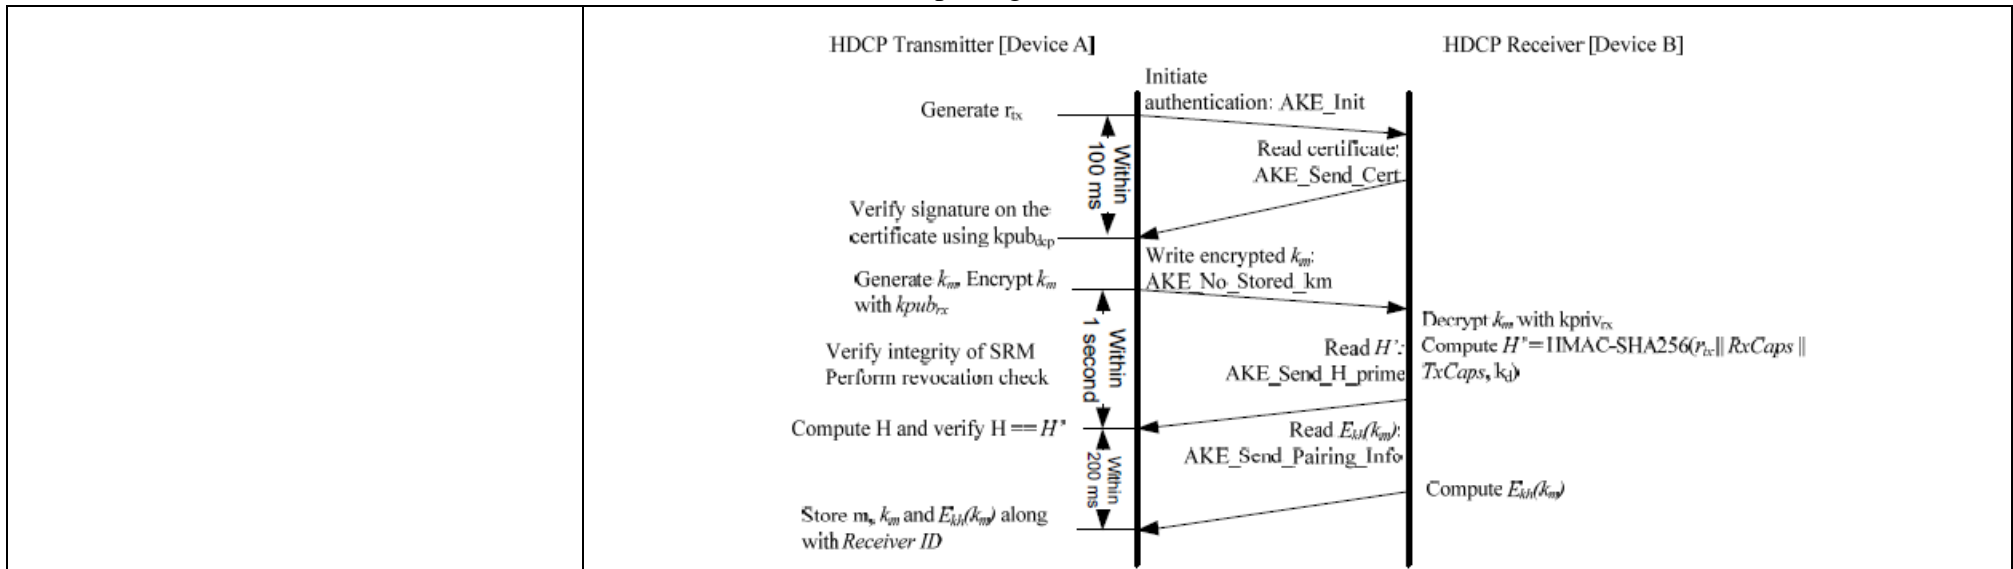 HDCP Transmitter [Device A]
HDCP Receiver [Device B]
Initiate
authentication: AKE_Init
Generate rtx
Within
100 ms
Read certificate:
AKE_Send_Cert
Verify signature on the
certificate using kpubdcp
Write encrypted km:
AKE_No_Stored_km
Generate km, Encrypt km
with kpubrx
Within
1 second
Decrypt km with kprivrx
Compute H'=HMAC-SHA256(rtx || RxCaps ||
TxCaps, kd)
Verify integrity of SRM
Perform revocation check
Read H':
AKE_Send_H_prime
Compute H and verify H == H'
Read Ekh(km):
AKE_Send_Pairing_Info
Within
200 ms
Compute Ekh(km)
Store m, km and Ekh(km) along
with Receiver ID